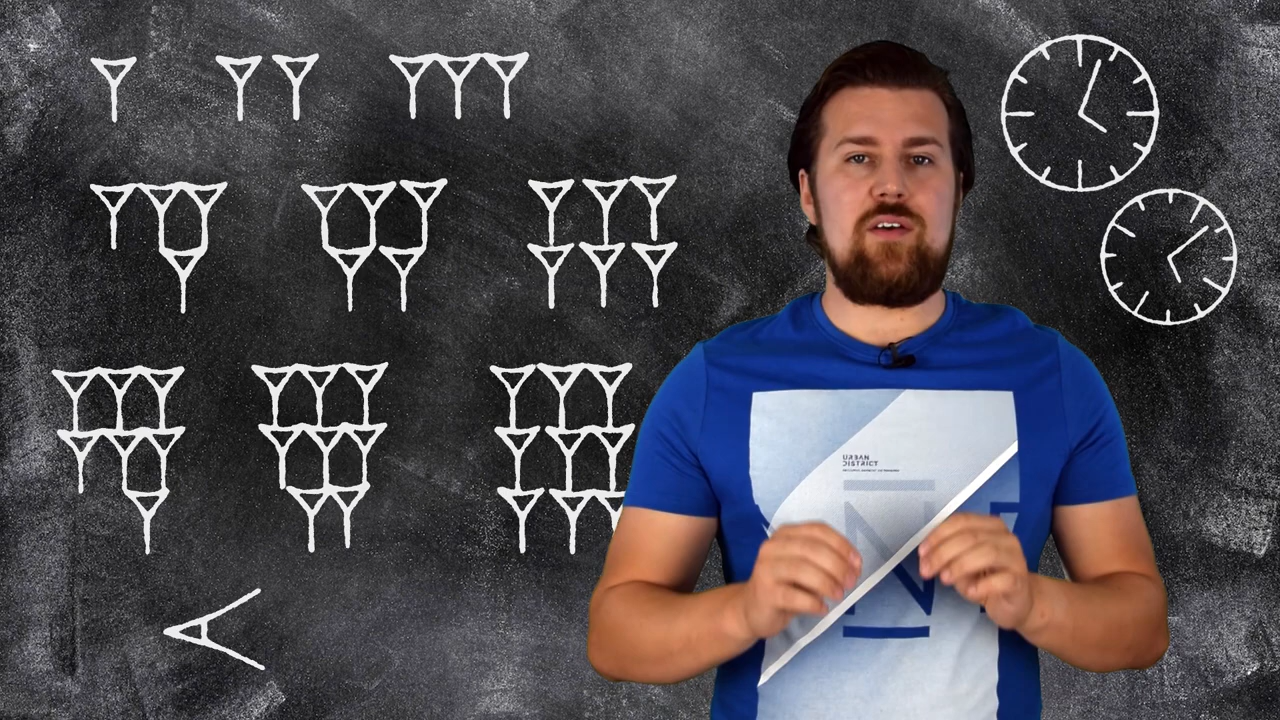 𒁹 𒈫 𒐈
𒐉 𒐊 𒐋
𒐌 𒐍 𒐎
𒌋
URBAN
DISTRICT
N